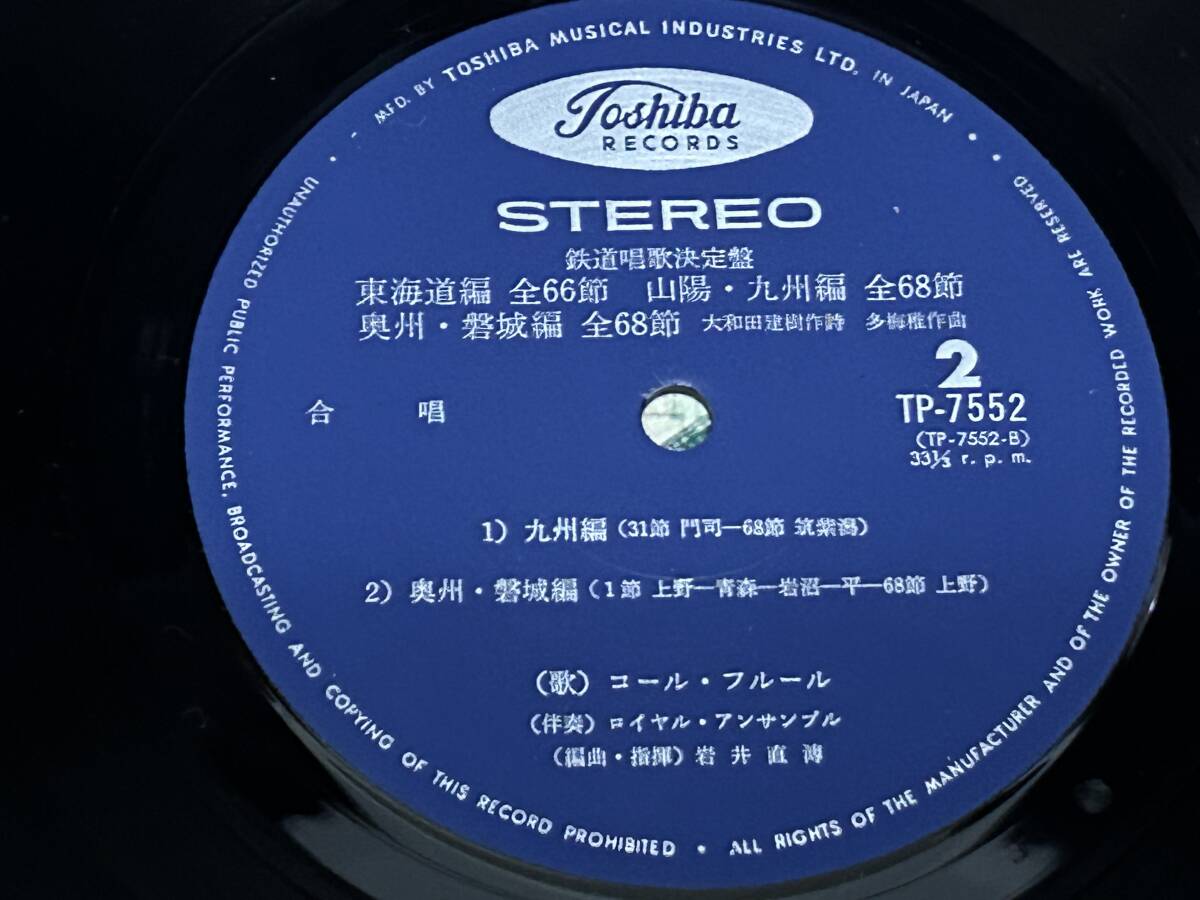 MFD. BY TOSHIBA MUSICAL INDUSTRIES LTD. IN JAPAN
Toshiba
RECORDS
STEREO
鉄道唱歌決定盤
東海道編 全66節 山陽・九州編 全68節
奥州・磐城編 全68節 大和田建樹作詩 多梅稚作曲
2
合唱
TP-7552
(TP-7552-B)
33⅓ r. p. m.
1) 九州編 (31節 門司—68節 筑紫潟)
2) 奥州・磐城編 (1節 上野—青森—岩沼—平—68節 上野)
(歌) コール・フルール
(伴奏) ロイヤル・アンサンブル
(編曲・指揮) 岩井直溥
UNAUTHORIZED PUBLIC PERFORMANCE, BROADCASTING AND COPYING OF THIS RECORD PROHIBITED • ALL RIGHTS OF THE MANUFACTURER AND OF THE OWNER OF THE RECORDED WORK ARE RESERVED